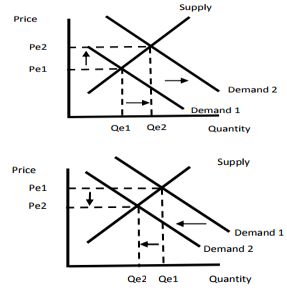 Supply
Price
Pe2
Pe1
Demand 2
Demand 1
Qe1 Qe2 Quantity
Supply
Price
Pe1
Pe2
Demand 1
Demand 2
Qe2 Qe1 Quantity